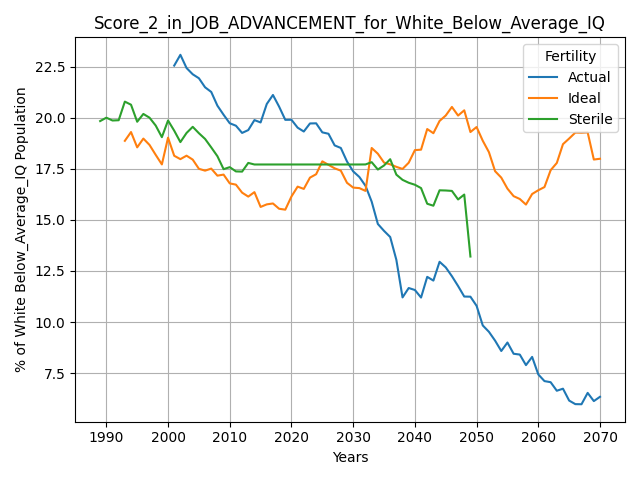 Score_2_in_JOB_ADVANCEMENT_for_White_Below_Average_IQ
% of White Below_Average_IQ Population
22.5
20.0
17.5
15.0
12.5
10.0
7.5
Fertility
Actual
Ideal
Sterile
1990 2000 2010 2020 2030 2040 2050 2060 2070
Years